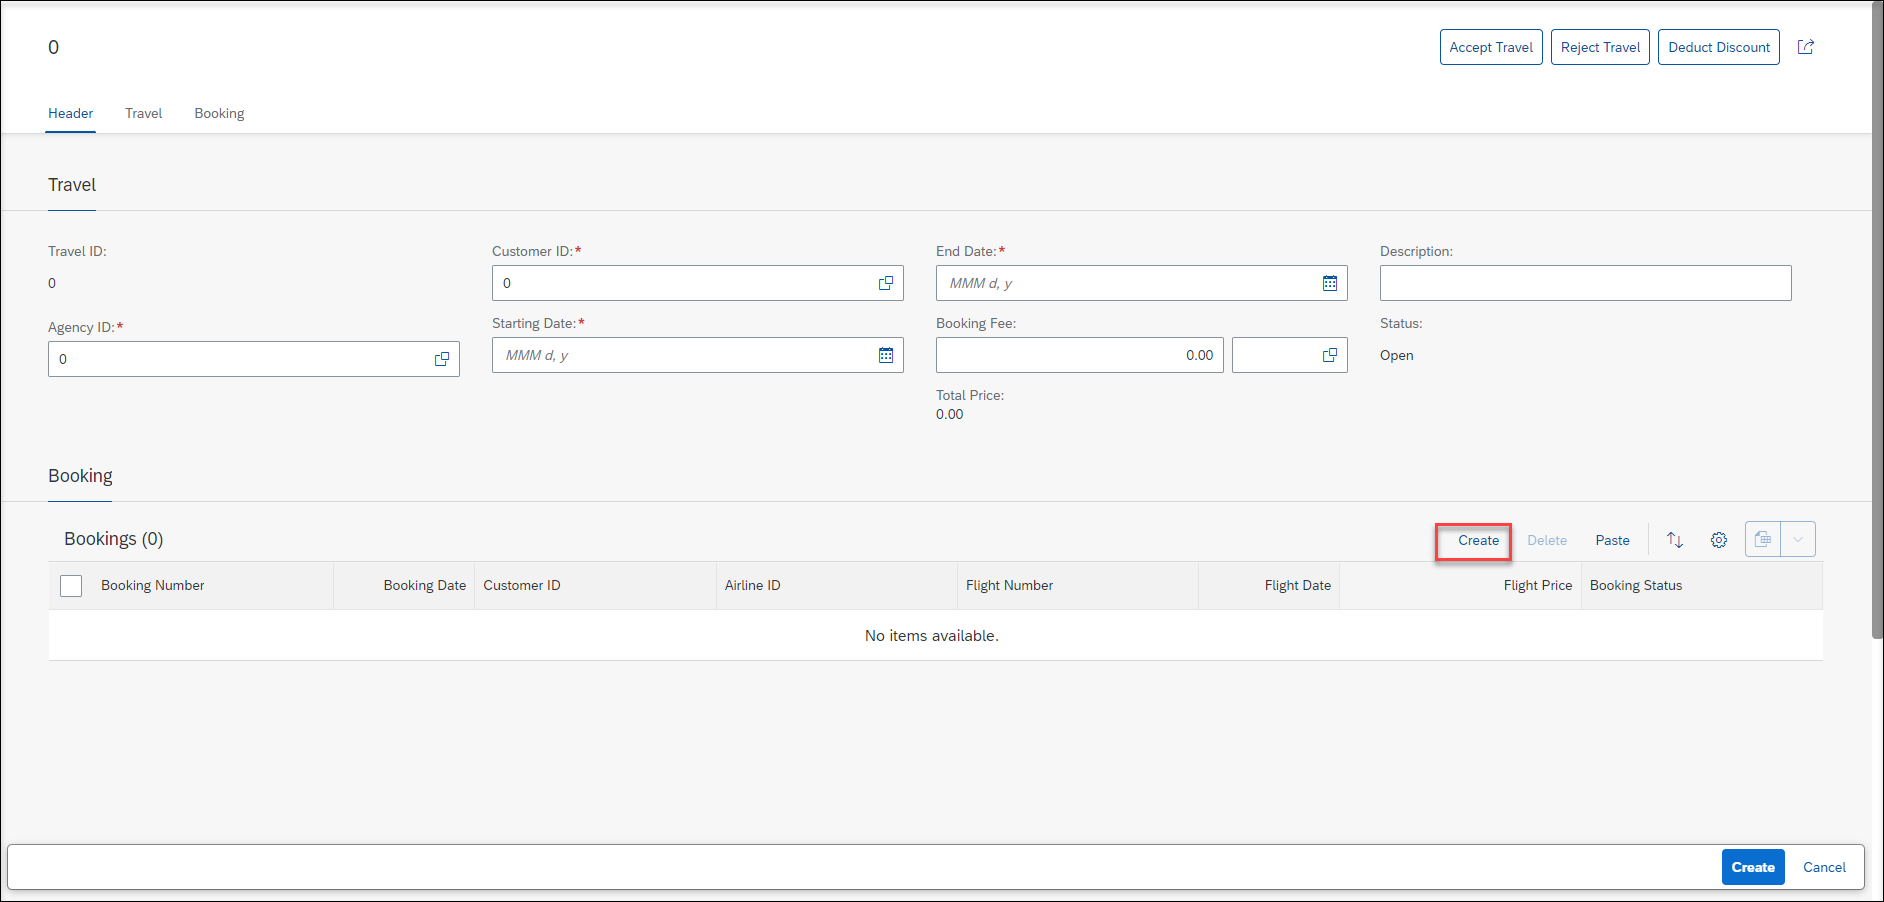 0
Accept Travel Reject Travel Deduct Discount
Header Travel Booking
Travel
Travel ID:
0
Agency ID:*
0
Customer ID:*
0
Starting Date:*
MMM d, y
End Date:*
MMM d, y
Booking Fee:
0.00
Total Price:
0.00
Description:
Status:
Open
Booking
Bookings (0) Create Delete Paste
Booking Number Booking Date Customer ID Airline ID Flight Number Flight Date Flight Price Booking Status
No items available.
Create Cancel